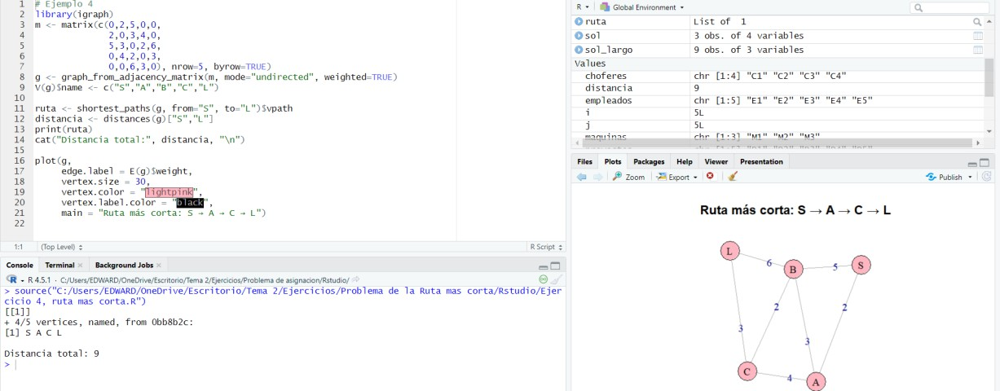 1 # Ejemplo 4
2 library(igraph)
3 m <- matrix(c(0,2,5,0,0,
4 2,0,3,4,0,
5 5,3,0,2,6,
6 0,4,2,0,3,
7 0,0,6,3,0), nrow=5, byrow=TRUE)
8 g <- graph_from_adjacency_matrix(m, mode="undirected", weighted=TRUE)
9 V(g)$name <- c("S","A","B","C","L")
10
11 ruta <- shortest_paths(g, from="S", to="L")$vpath
12 distancia <- distances(g)["S","L"]
13 print(ruta)
14 cat("Distancia total:", distancia, "\n")
15
16 plot(g,
17 edge.label = E(g)$weight,
18 vertex.size = 30,
19 vertex.color = "lightpink",
20 vertex.label.color = "black",
21 main = "Ruta más corta: S → A → C → L")
22
1:1 (Top Level) R Script
Console Terminal Background Jobs
R - R 4.5.1 · C:/Users/EDWARD/OneDrive/Escritorio/Tema 2/Ejercicios/Problema de asignacion/Rstudio/
> source("C:/Users/EDWARD/OneDrive/Escritorio/Tema 2/Ejercicios/Problema de la Ruta mas corta/Rstudio/Ejer
cicio 4, ruta mas corta.R")
[[1]]
+ 4/5 vertices, named, from 0bb8b2c:
[1] S A C L
Distancia total: 9
>
R Global Environment
ruta List of 1
sol 3 obs. of 4 variables
sol_largo 9 obs. of 3 variables
Values
choferes chr [1:4] "C1" "C2" "C3" "C4"
distancia 9
empleados chr [1:5] "E1" "E2" "E3" "E4" "E5"
i 5L
j 5L
maquinas chr [1:3] "M1" "M2" "M3"
Files Plots Packages Help Viewer Presentation
Zoom Export Publish
Ruta más corta: S → A → C → L
L
6
B
5
S
2
2
3
3
C
4
A